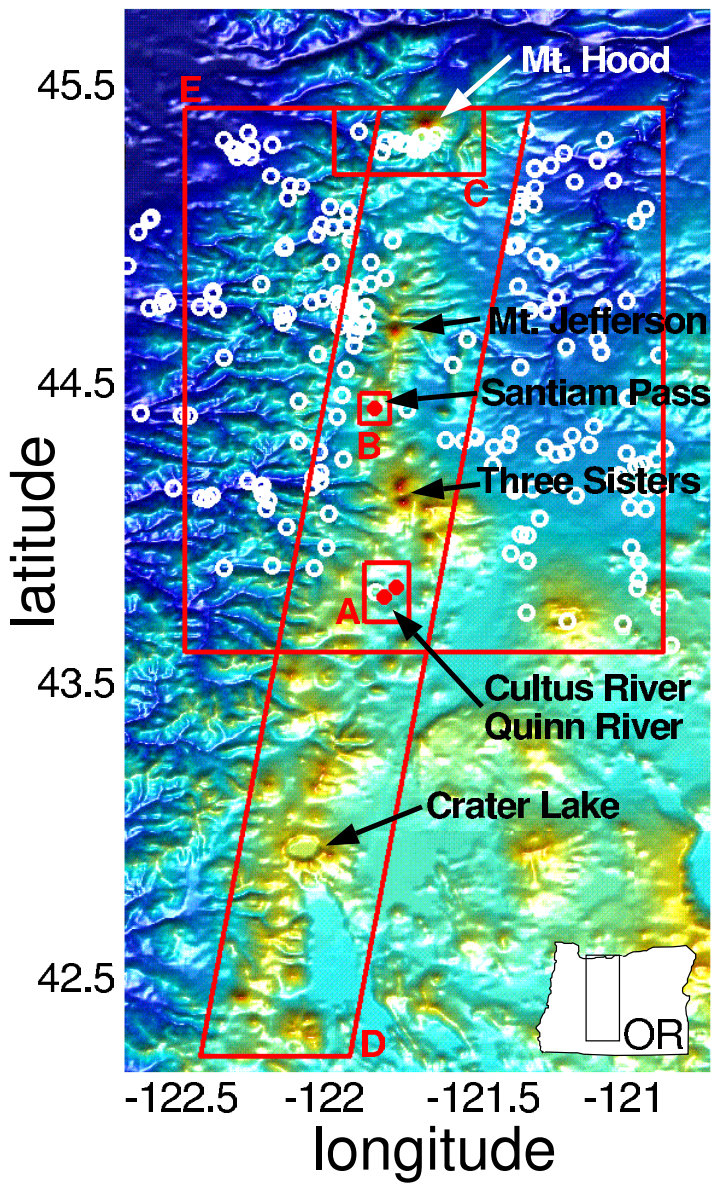 Mt. Hood
45.5
E
C
Mt. Jefferson
44.5
Santiam Pass
B
Three Sisters
latitude
A
43.5
Cultus River
Quinn River
Crater Lake
42.5
OR
D
-122.5 -122 -121.5 -121
longitude